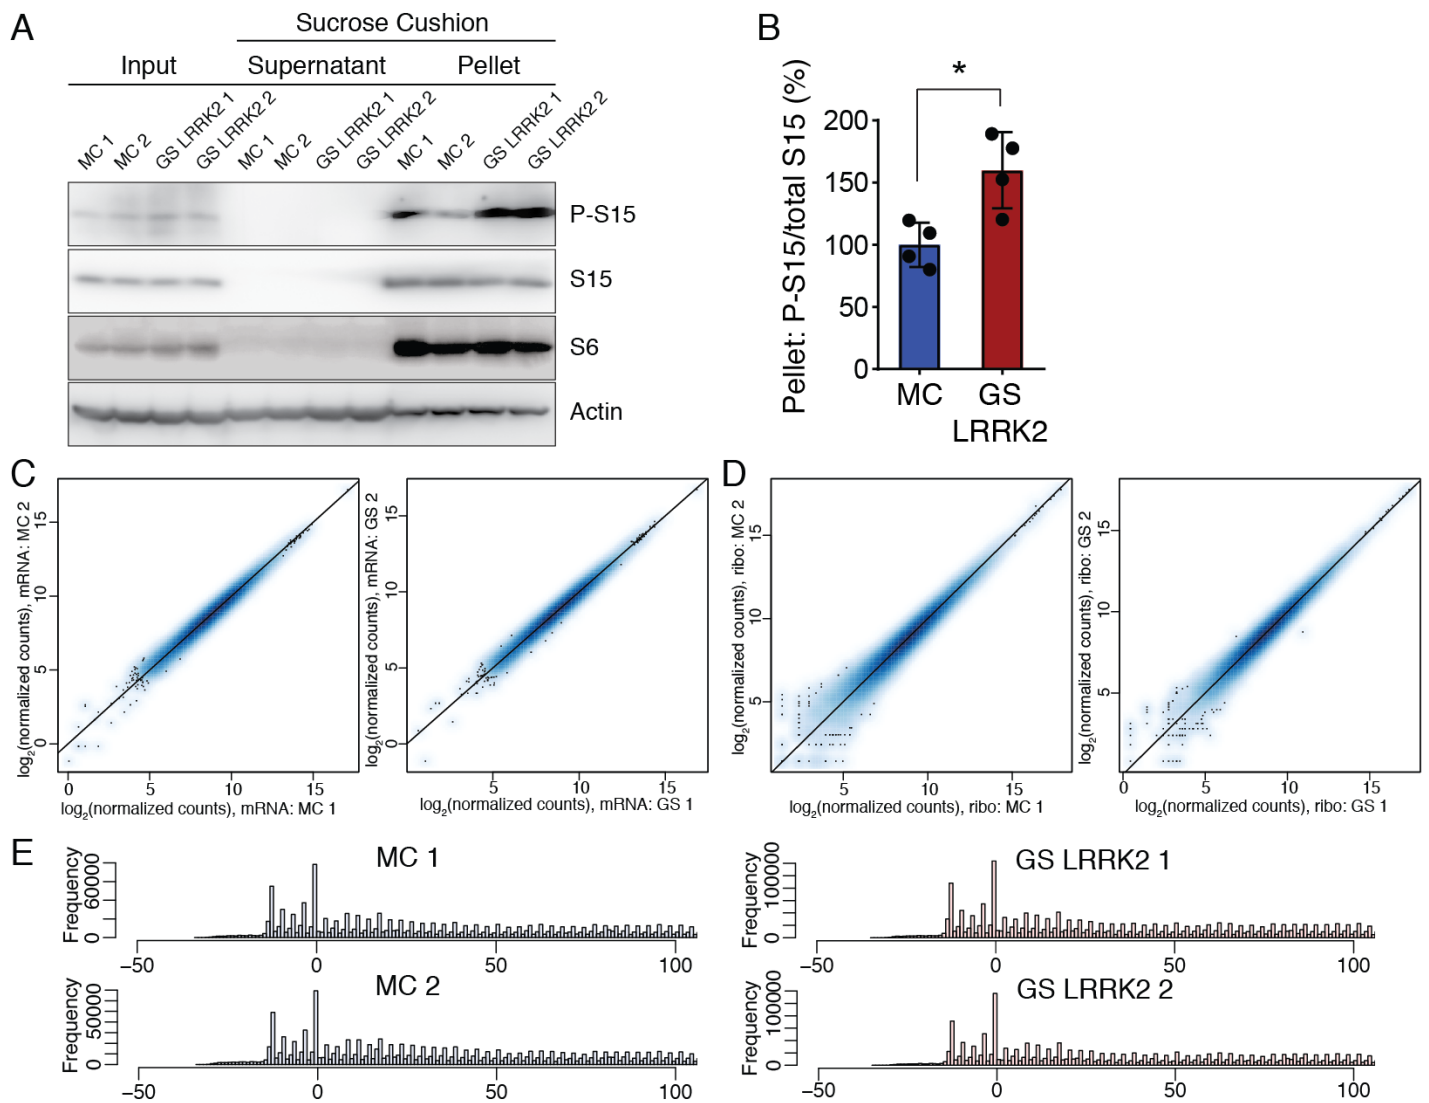 A
Sucrose Cushion
Input Supernatant Pellet
MC 1 MC 2 GS LRRK2 1 GS LRRK2 2 MC 1 MC 2 GS LRRK2 1 GS LRRK2 2 MC 1 MC 2 GS LRRK2 1 GS LRRK2 2
P-S15
S15
S6
Actin
B
Pellet: P-S15/total S15 (%)
*
200
150
100
50
0
MC GS
LRRK2
C
log2(normalized counts), mRNA: MC 2
15
10
5
0
0 5 10 15
log2(normalized counts), mRNA: MC 1
log2(normalized counts), mRNA: GS 2
15
10
5
0
5 10 15
log2(normalized counts), mRNA: GS 1
D
log2(normalized counts), ribo: MC 2
15
10
5
5 10 15
log2(normalized counts), ribo: MC 1
log2(normalized counts), ribo: GS 2
15
10
5
0 5 10 15
log2(normalized counts), ribo: GS 1
E
MC 1
Frequency
60000
0
−50 0 50 100
MC 2
Frequency
50000
0
−50 0 50 100
GS LRRK2 1
Frequency
100000
0
−50 0 50 100
GS LRRK2 2
Frequency
100000
0
−50 0 50 100